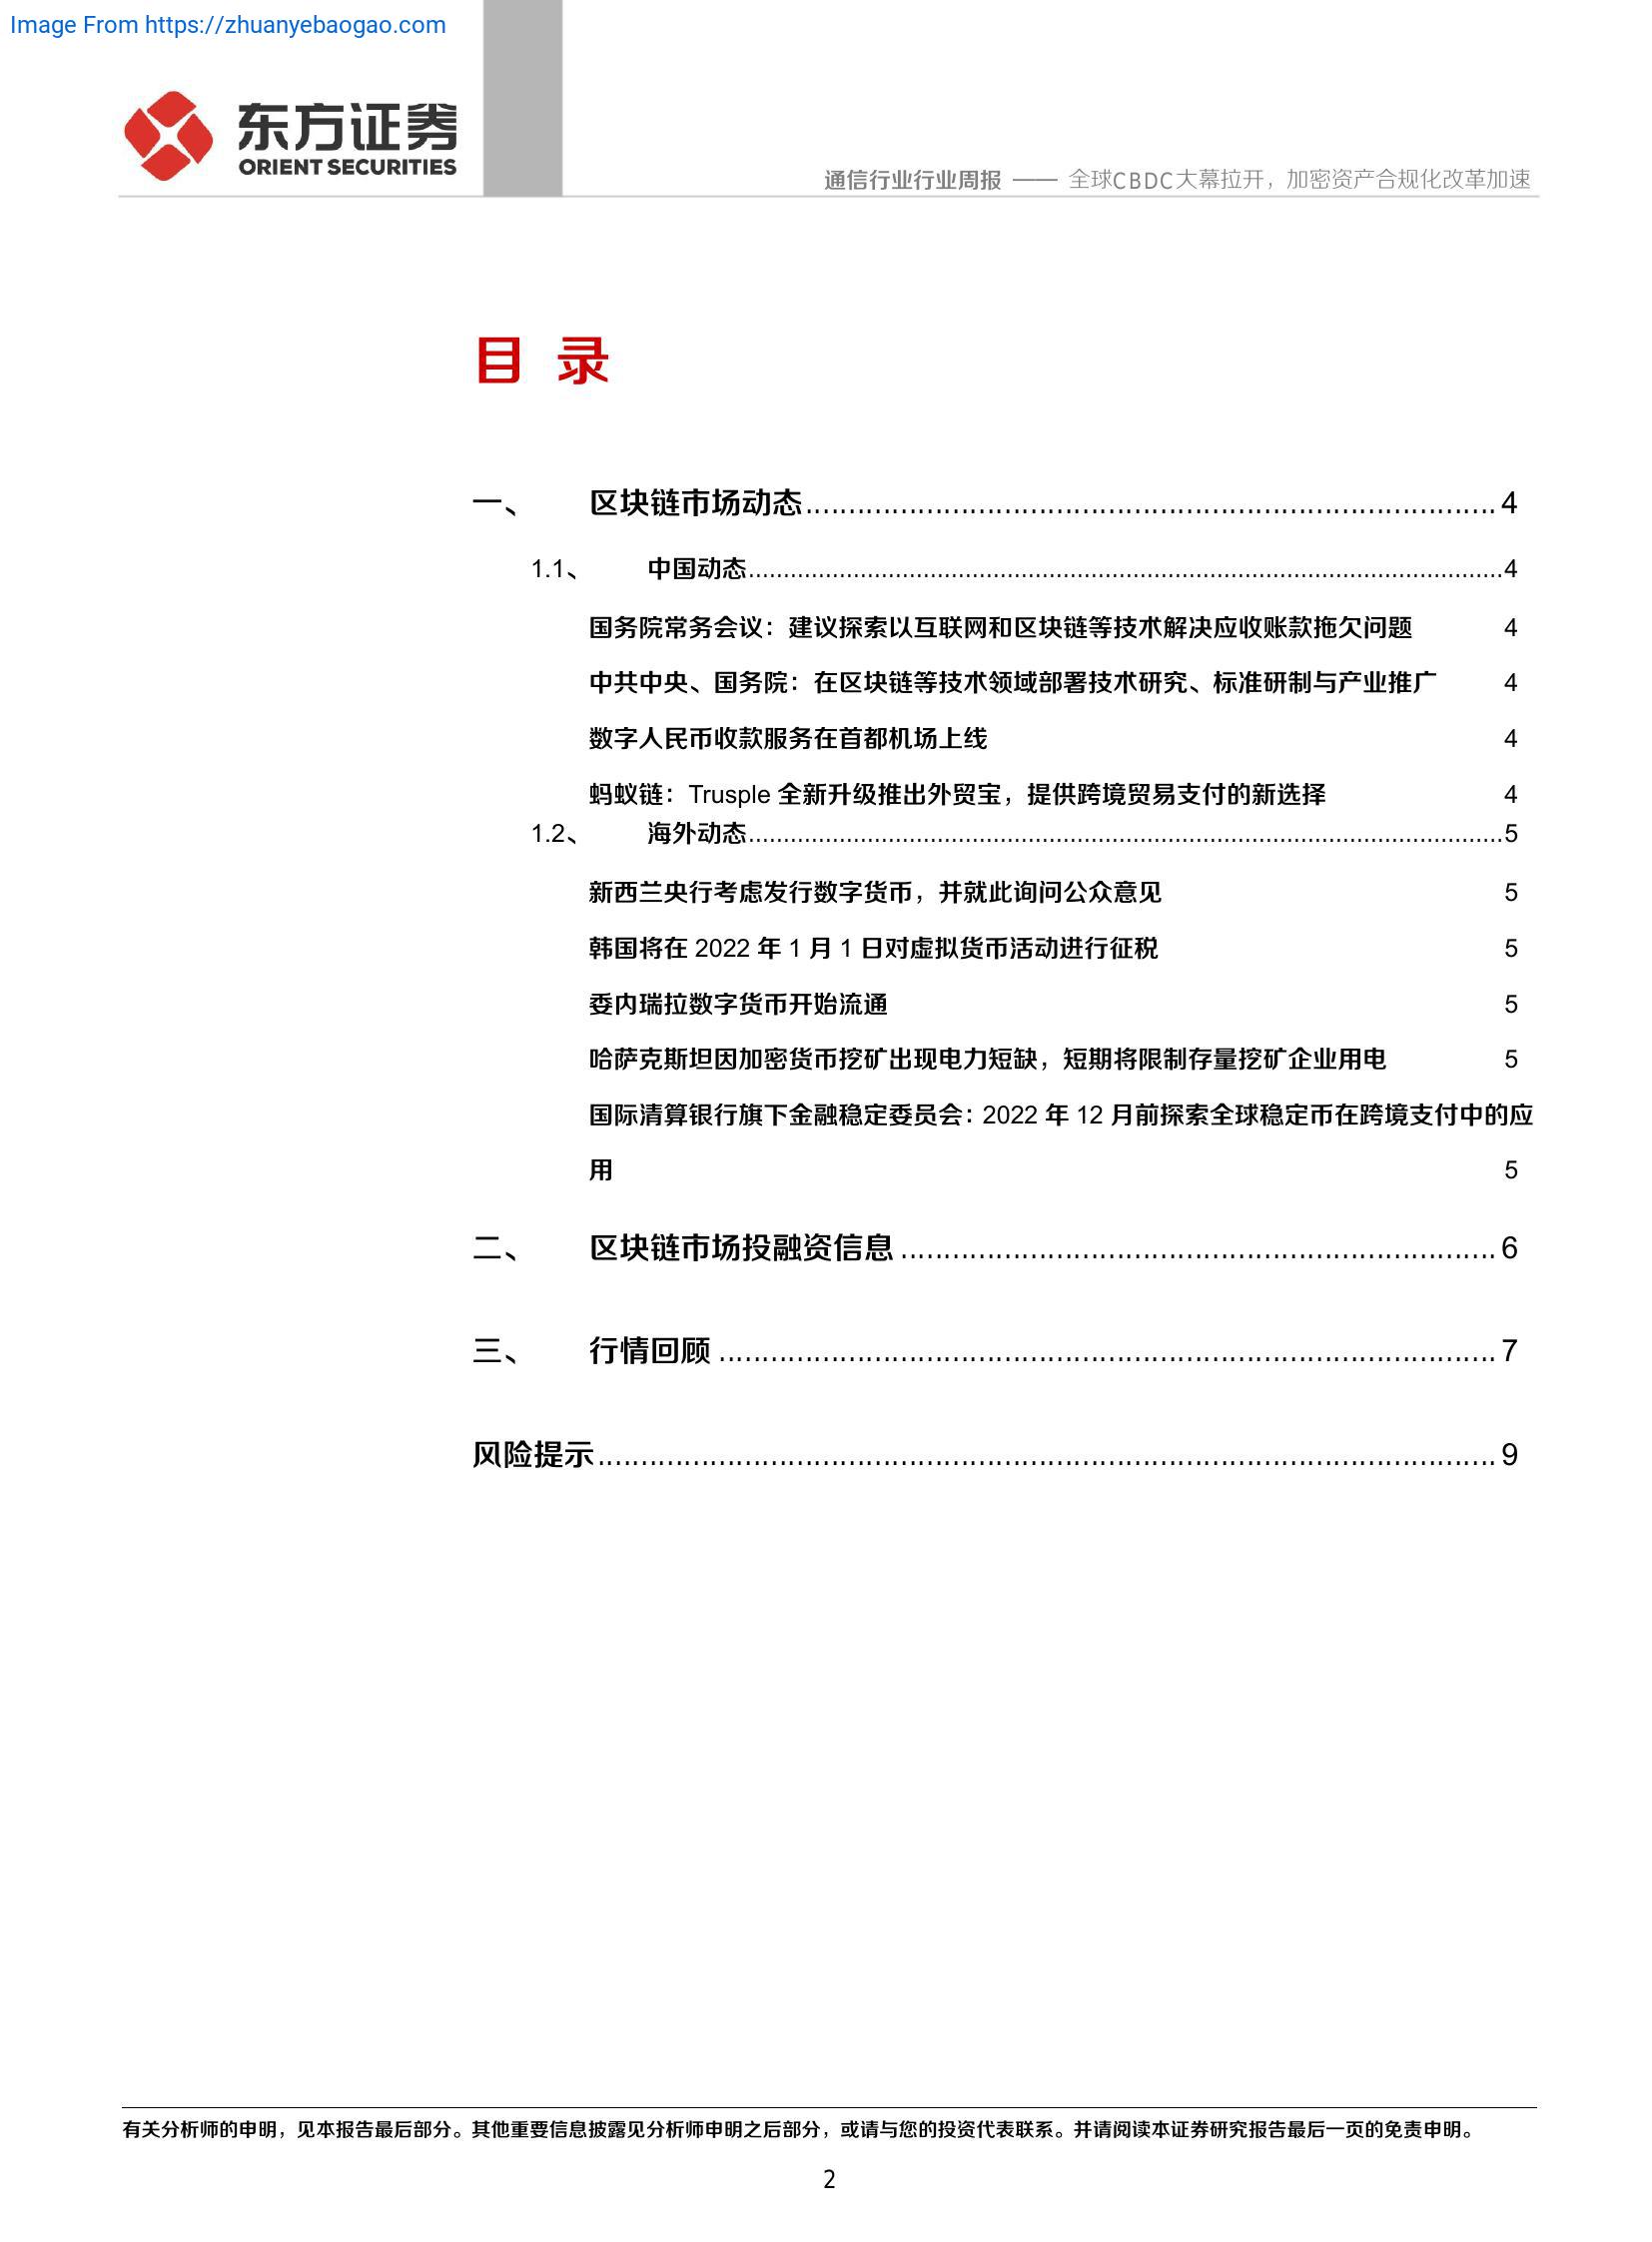 Image From https://zhuanyebaogao.com
东方证券
ORIENT SECURITIES
通信行业行业周报 —— 全球CBDC大幕拉开，加密资产合规化改革加速
目 录
一、 区块链市场动态 4
1.1、 中国动态 4
国务院常务会议：建议探索以互联网和区块链等技术解决应收账款拖欠问题 4
中共中央、国务院：在区块链等技术领域部署技术研究、标准研制与产业推广 4
数字人民币收款服务在首都机场上线 4
蚂蚁链：Trusple 全新升级推出外贸宝，提供跨境贸易支付的新选择 4
1.2、 海外动态 5
新西兰央行考虑发行数字货币，并就此询问公众意见 5
韩国将在 2022 年 1 月 1 日对虚拟货币活动进行征税 5
委内瑞拉数字货币开始流通 5
哈萨克斯坦因加密货币挖矿出现电力短缺，短期将限制存量挖矿企业用电 5
国际清算银行旗下金融稳定委员会：2022 年 12 月前探索全球稳定币在跨境支付中的应
用 5
二、 区块链市场投融资信息 6
三、 行情回顾 7
风险提示 9
有关分析师的申明，见本报告最后部分。其他重要信息披露见分析师申明之后部分，或请与您的投资代表联系。并请阅读本证券研究报告最后一页的免责申明。
2